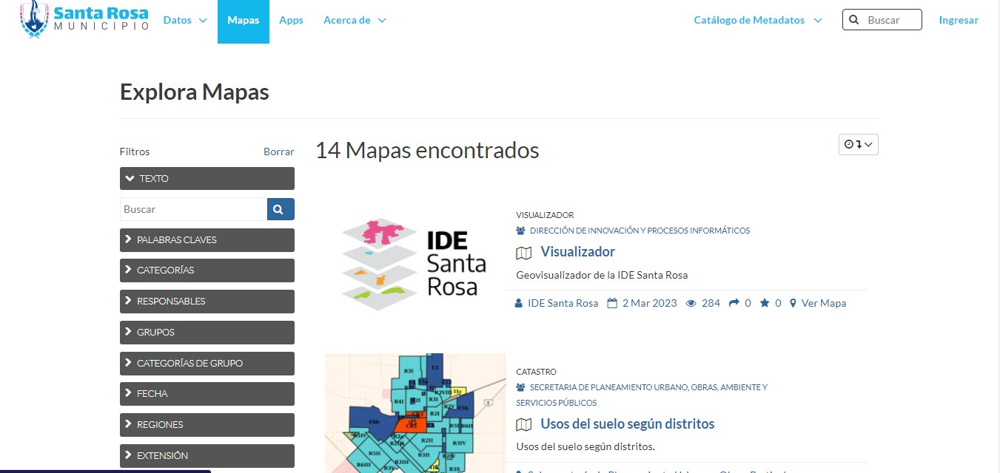 Santa Rosa
MUNICIPIO
Datos Mapas Apps Acerca de Catálogo de Metadatos Buscar Ingresar
Explora Mapas
Filtros Borrar
TEXTO
Buscar
PALABRAS CLAVES
CATEGORÍAS
RESPONSABLES
GRUPOS
CATEGORÍAS DE GRUPO
FECHA
REGIONES
EXTENSIÓN
14 Mapas encontrados
IDE
Santa
Rosa
VISUALIZADOR
DIRECCIÓN DE INNOVACIÓN Y PROCESOS INFORMÁTICOS
Visualizador
Geovisualizador de la IDE Santa Rosa
IDE Santa Rosa 2 Mar 2023 284 0 0 Ver Mapa
CATASTRO
SECRETARIA DE PLANEAMIENTO URBANO, OBRAS, AMBIENTE Y
SERVICIOS PÚBLICOS
Usos del suelo según distritos
Usos del suelo según distritos.